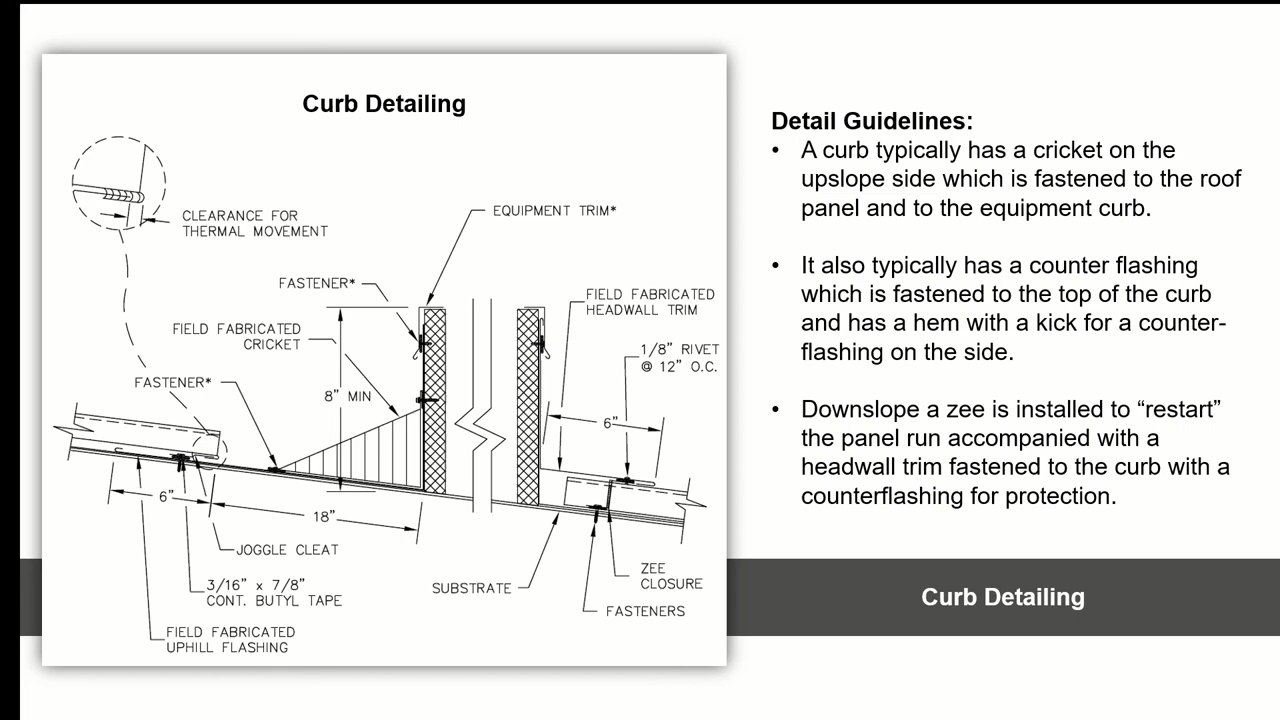 Curb Detailing
CLEARANCE FOR
THERMAL MOVEMENT
EQUIPMENT TRIM*
FASTENER*
FIELD FABRICATED
HEADWALL TRIM
FIELD FABRICATED
CRICKET
1/8" RIVET
@ 12" O.C.
FASTENER*
8" MIN
6"
6"
18"
JOGGLE CLEAT
3/16" x 7/8"
CONT. BUTYL TAPE
SUBSTRATE
ZEE
CLOSURE
FASTENERS
FIELD FABRICATED
UPHILL FLASHING
Detail Guidelines:
• A curb typically has a cricket on the
upslope side which is fastened to the roof
panel and to the equipment curb.
• It also typically has a counter flashing
which is fastened to the top of the curb
and has a hem with a kick for a counter-
flashing on the side.
• Downslope a zee is installed to “restart”
the panel run accompanied with a
headwall trim fastened to the curb with a
counterflashing for protection.
Curb Detailing